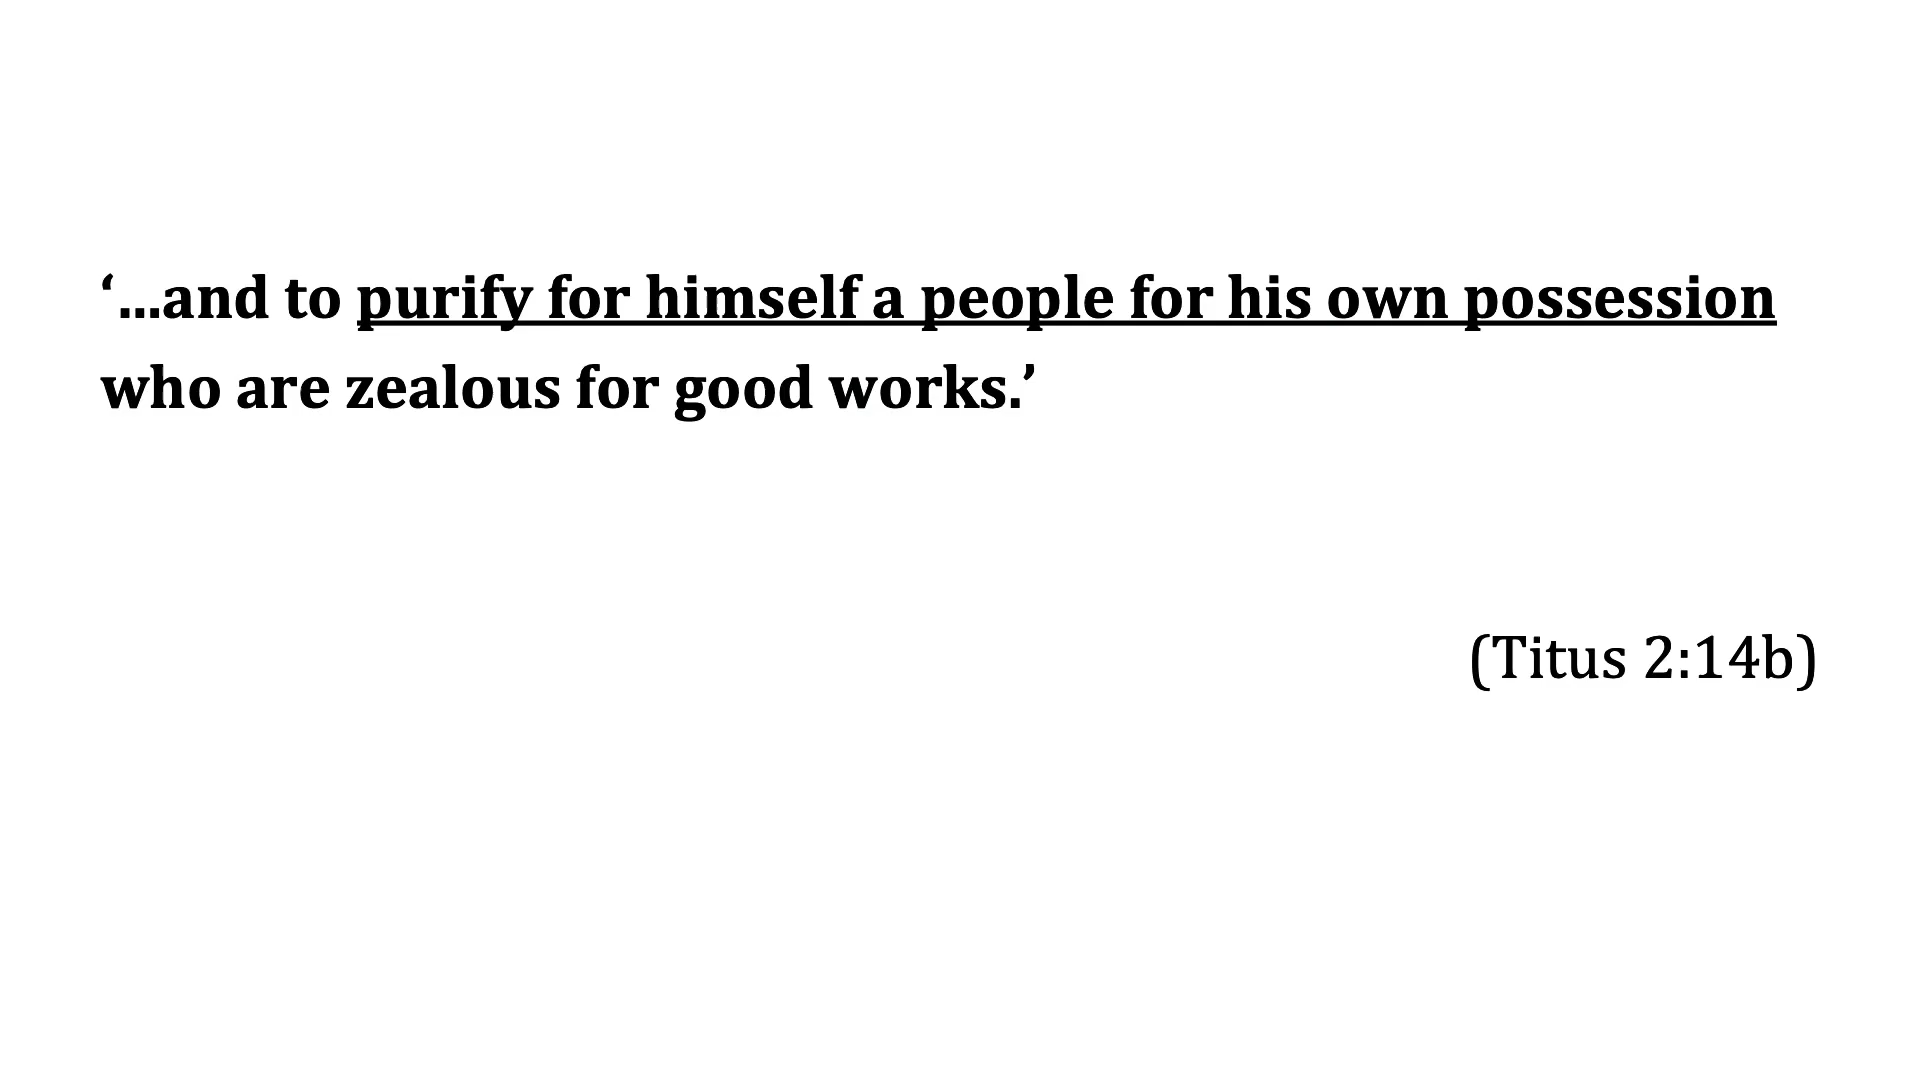 ‘…and to purify for himself a people for his own possession
who are zealous for good works.’
(Titus 2:14b)